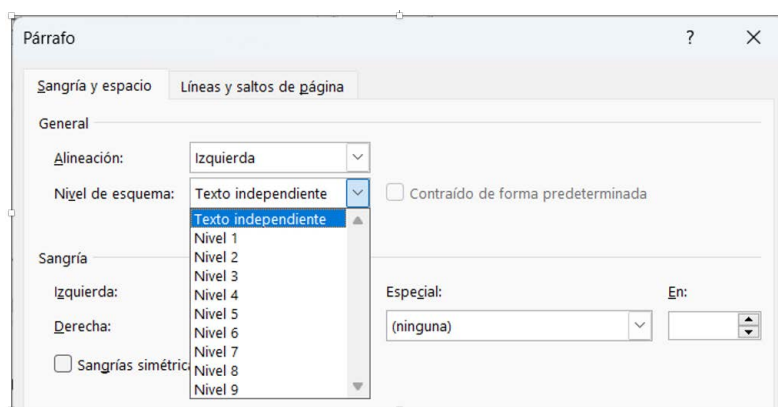 Párrafo ?
Sangría y espacio Líneas y saltos de página
General
Alineación: Izquierda
Nivel de esquema: Texto independiente Contraído de forma predeterminada
Texto independiente
Nivel 1
Nivel 2
Nivel 3
Nivel 4
Nivel 5
Nivel 6
Nivel 7
Nivel 8
Nivel 9
Sangría
Izquierda: Especial: En:
Derecha: (ninguna)
Sangrías simétrica